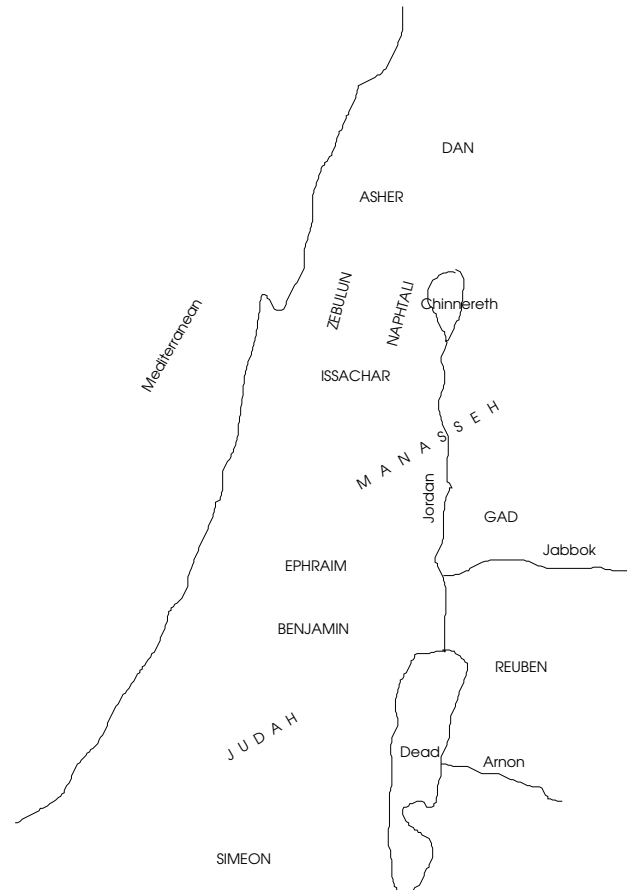 DAN
ASHER
ZEBULUN
NAPHTALI
Chinnereth
Mediterranean
ISSACHAR
MANASSEH
Jordan
GAD
Jabbok
EPHRAIM
BENJAMIN
REUBEN
JUDAH
Dead
Arnon
SIMEON